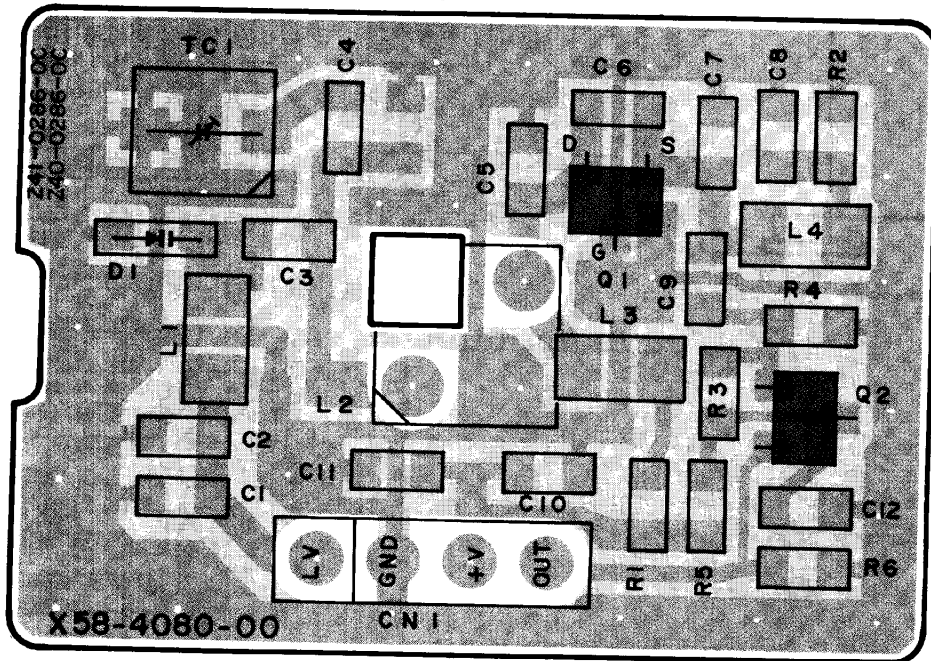 TC1
C4
C6
C7
C8
R2
Z41-0286-0C
Z40-0286-0C
D
S
C5
L4
G
Q1
C9
R4
D1
C3
L3
L1
L2
R3
Q2
C2
C11
C1
C10
C12
LV
GND
+V
OUT
R1
R5
R6
X58-4080-00
CN1